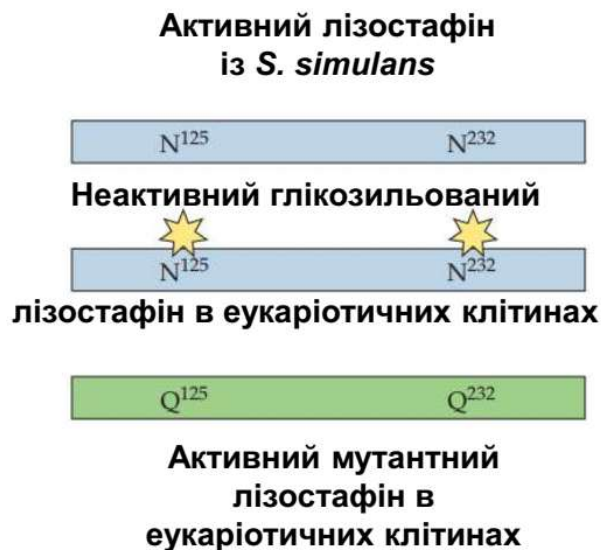 Активний лізостафін
із S. simulans
N¹²⁵ N²³²
Неактивний глікозильований
N¹²⁵ N²³²
лізостафін в еукаріотичних клітинах
Q¹²⁵ Q²³²
Активний мутантний
лізостафін в
еукаріотичних клітинах